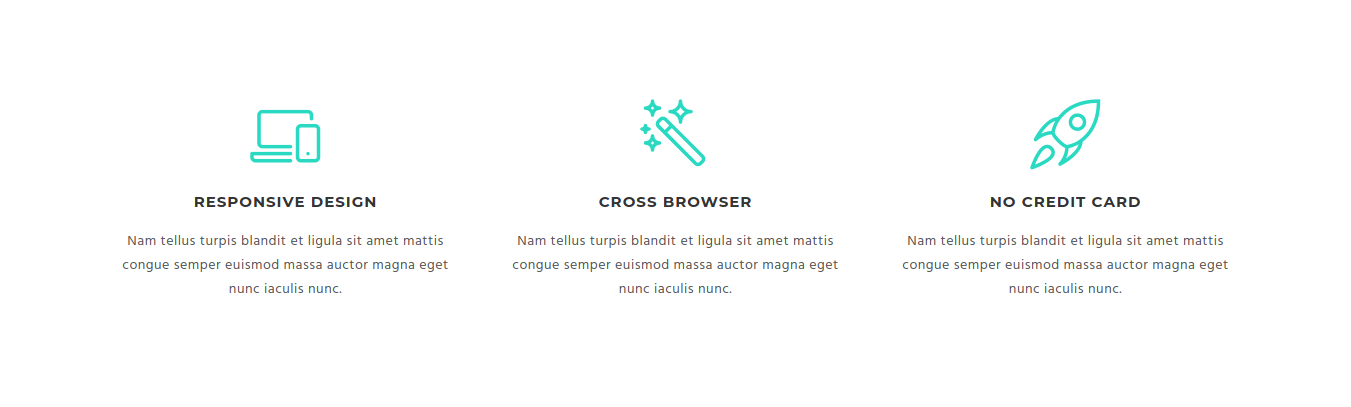 RESPONSIVE DESIGN
Nam tellus turpis blandit et ligula sit amet mattis
congue semper euismod massa auctor magna eget
nunc iaculis nunc.
CROSS BROWSER
Nam tellus turpis blandit et ligula sit amet mattis
congue semper euismod massa auctor magna eget
nunc iaculis nunc.
NO CREDIT CARD
Nam tellus turpis blandit et ligula sit amet mattis
congue semper euismod massa auctor magna eget
nunc iaculis nunc.